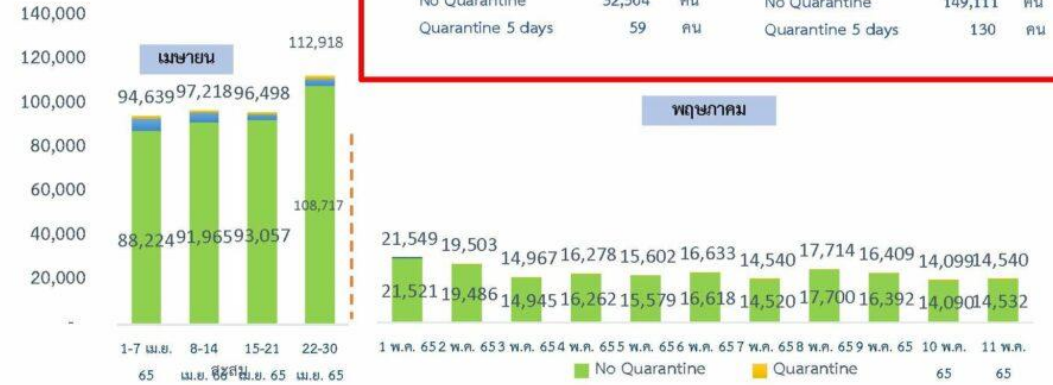 140,000
120,000
100,000
80,000
60,000
40,000
20,000
-
เมษายน
94,639 97,218 96,498 112,918
88,224 91,965 93,057 108,717
1-7 เม.ย. 65
8-14 เม.ย. 65
15-21 เม.ย. 65
22-30 เม.ย. 65
No Quarantine No Quarantine 149,111 คน
Quarantine 5 days 59 คน Quarantine 5 days 130 คน
พฤษภาคม
21,549 19,503 14,967 16,278 15,602 16,633 14,540 17,714 16,409 14,099 14,540
21,521 19,486 14,945 16,262 15,579 16,618 14,520 17,700 16,392 14,090 14,532
1 พ.ค. 65 2 พ.ค. 65 3 พ.ค. 65 4 พ.ค. 65 5 พ.ค. 65 6 พ.ค. 65 7 พ.ค. 65 8 พ.ค. 65 9 พ.ค. 65 10 พ.ค. 65 11 พ.ค. 65
No Quarantine Quarantine